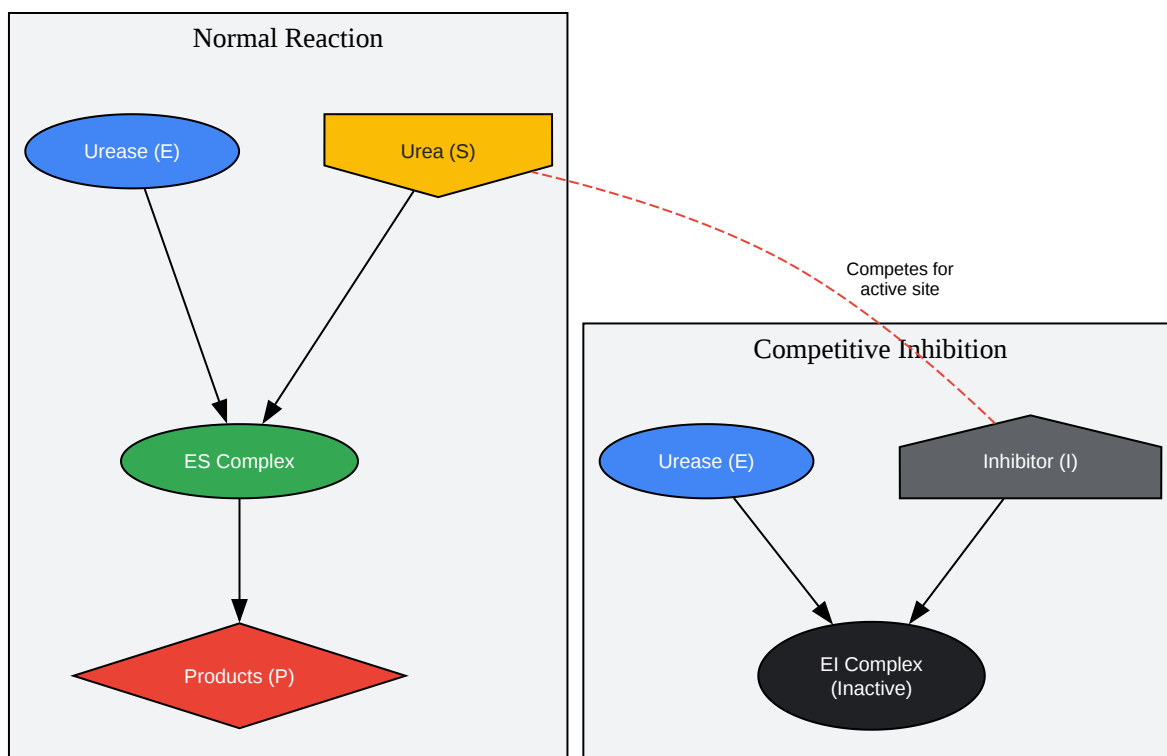 Normal Reaction
Urease (E)
Urea (S)
Competes for
active site
ES Complex
Products (P)
Competitive Inhibition
Urease (E)
Inhibitor (I)
EI Complex
(Inactive)